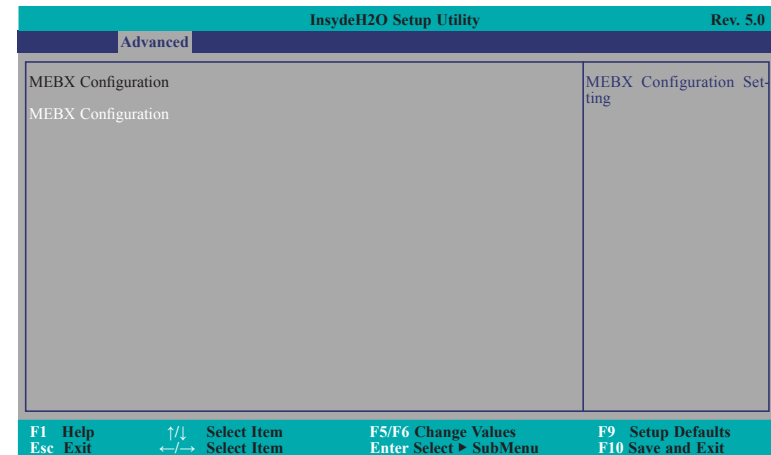 InsydeH2O Setup Utility Rev. 5.0
Advanced
MEBX Configuration
MEBX Configuration
MEBX Configuration Set-
ting
F1 Help ↑/↓ Select Item F5/F6 Change Values F9 Setup Defaults
Esc Exit ←/→ Select Item Enter Select ► SubMenu F10 Save and Exit